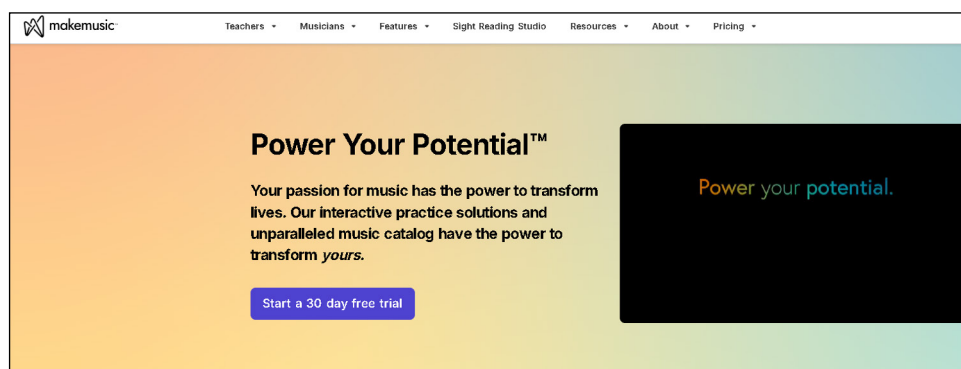 makemusic™
Teachers Musicians Features Sight Reading Studio Resources About Pricing
Power Your Potential™
Your passion for music has the power to transform
lives. Our interactive practice solutions and
unparalleled music catalog have the power to
transform yours.
Start a 30 day free trial
Power your potential.